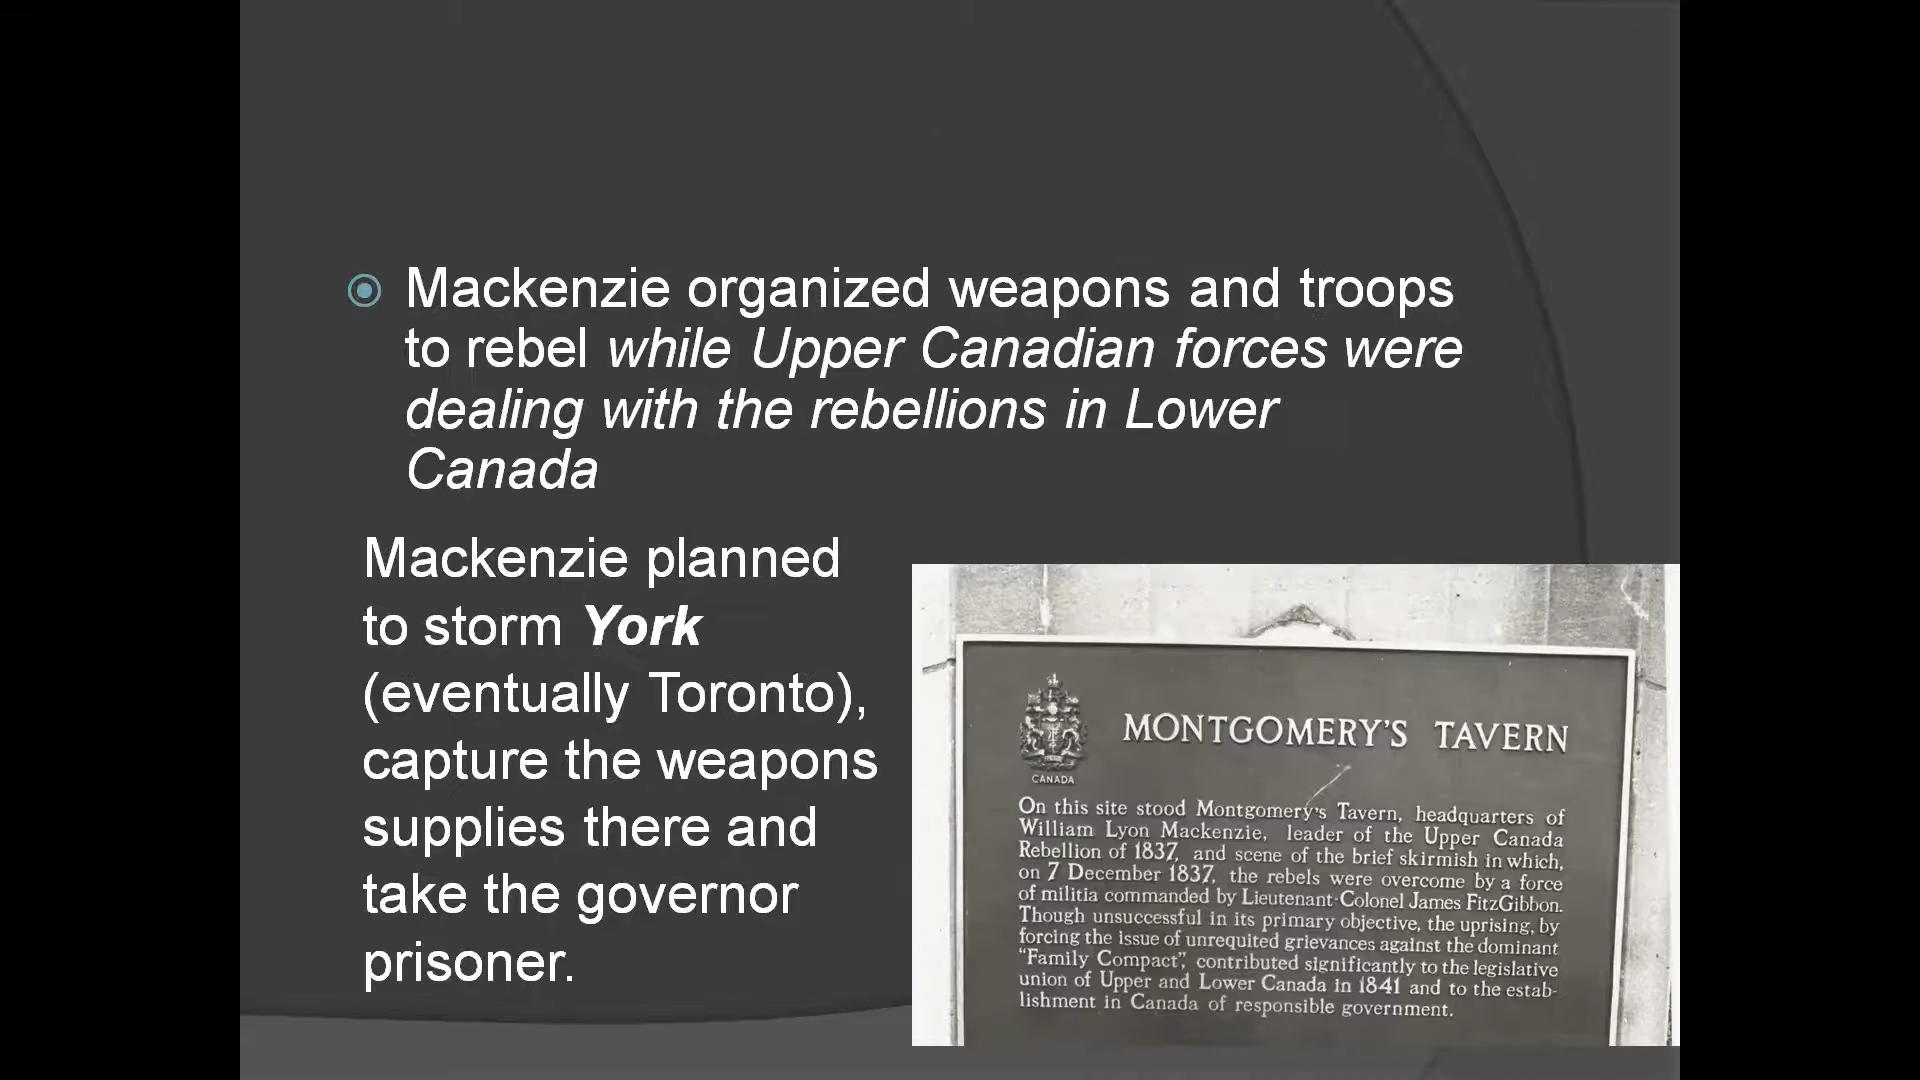 Mackenzie organized weapons and troops
to rebel while Upper Canadian forces were
dealing with the rebellions in Lower
Canada
Mackenzie planned
to storm York
(eventually Toronto),
capture the weapons
supplies there and
take the governor
prisoner.
MONTGOMERY'S TAVERN
CANADA
On this site stood Montgomery's Tavern, headquarters of
William Lyon Mackenzie, leader of the Upper Canada
Rebellion of 1837, and scene of the brief skirmish in which,
on 7 December 1837, the rebels were overcome by a force
of militia commanded by Lieutenant-Colonel James FitzGibbon.
Though unsuccessful in its primary objective, the uprising, by
forcing the issue of unrequited grievances against the dominant
"Family Compact", contributed significantly to the legislative
union of Upper and Lower Canada in 1841 and to the estab-
lishment in Canada of responsible government.